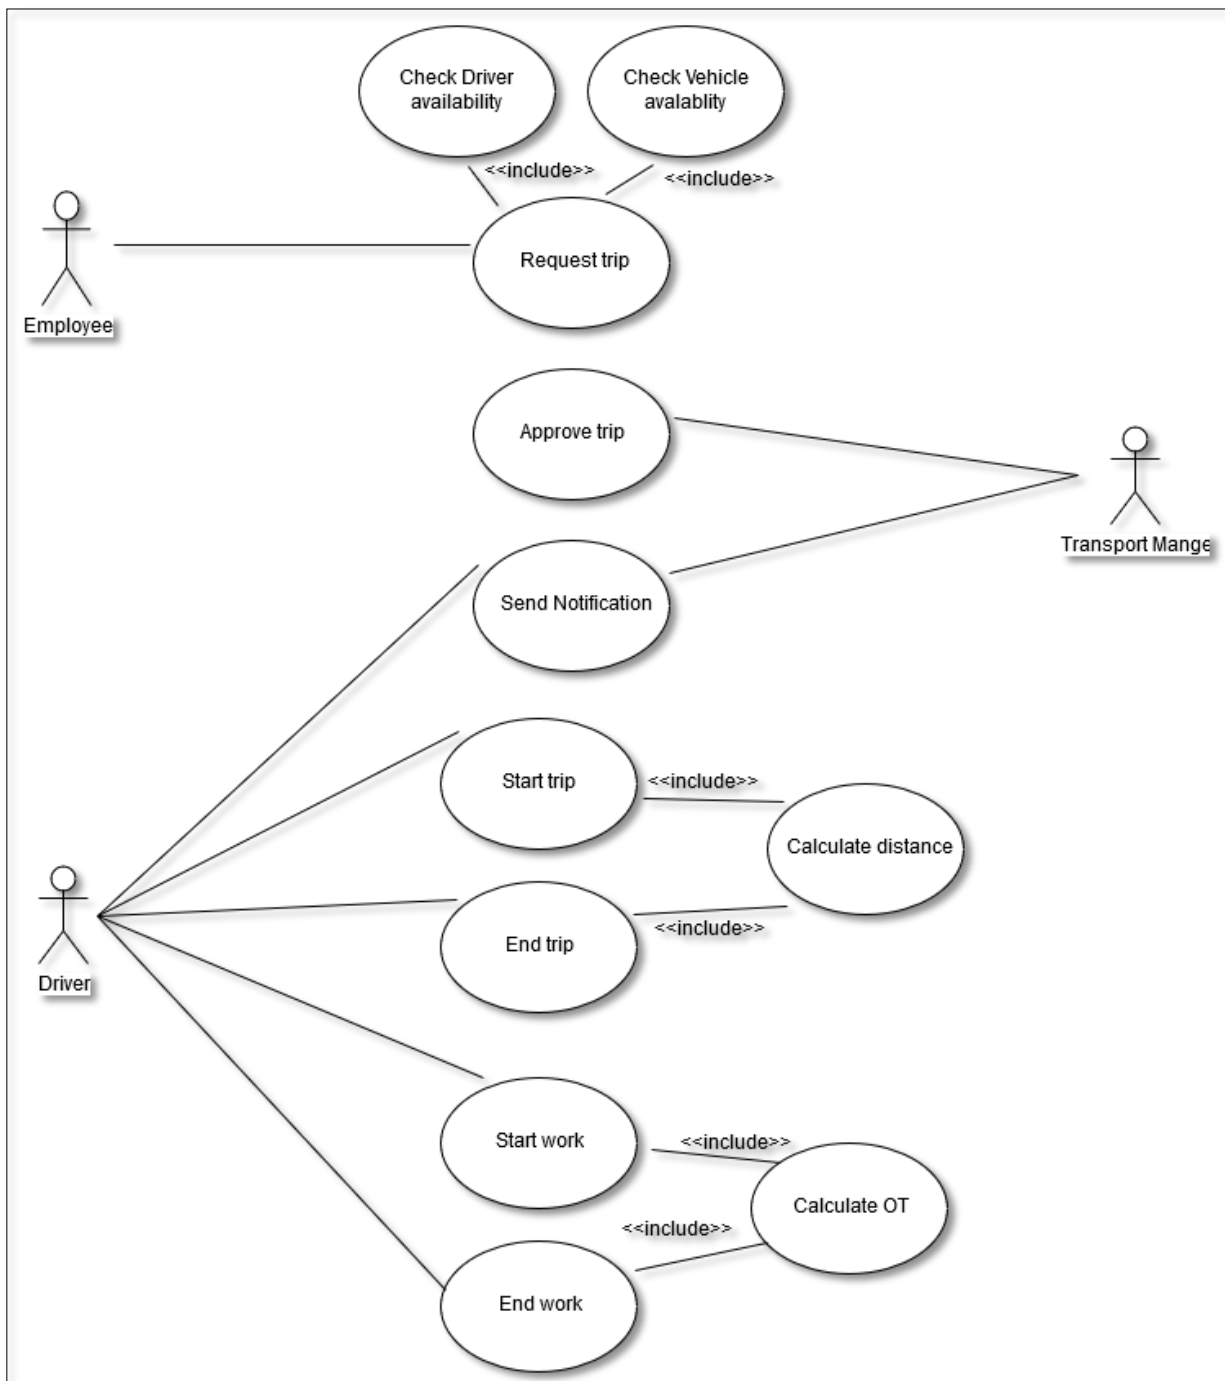 Check Driver
availability
Check Vehicle
avalablity
<<include>>
<<include>>
Request trip
Employee
Approve trip
Transport Mange
Send Notification
Start trip
<<include>>
Calculate distance
End trip
<<include>>
Driver
Start work
<<include>>
Calculate OT
<<include>>
End work